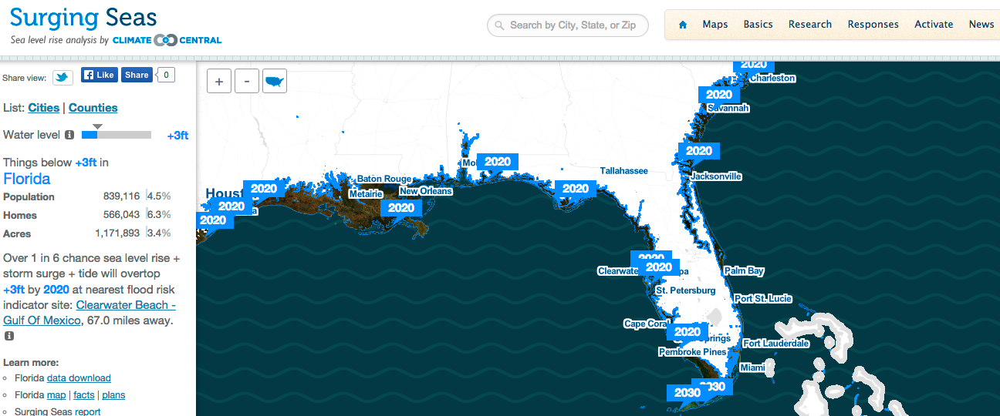 Surging Seas
Sea level rise analysis by CLIMATE CENTRAL
Search by City, State, or Zip
Maps Basics Research Responses Activate News
Share view: Like Share 0
List: Cities | Counties
Water level i +3ft
Things below +3ft in
Florida
Population 839,116 4.5%
Homes 566,043 6.3%
Acres 1,171,893 3.4%
Over 1 in 6 chance sea level rise +
storm surge + tide will overtop
+3ft by 2020 at nearest flood risk
indicator site: Clearwater Beach -
Gulf Of Mexico, 67.0 miles away.
i
Learn more:
Florida data download
Florida map | facts | plans
Surging Seas report
+ -
2020
Charleston
2020
Savannah
2020
Jacksonville
2020
Tallahassee
Baton Rouge
2020
2020
Metairie
New Orleans
2020
2020
2020
2020
2020
Clearwater
Palm Bay
St. Petersburg
Port St. Lucie
Cape Coral
2020
Springs
Fort Lauderdale
Pembroke Pines
Miami
2030
2030